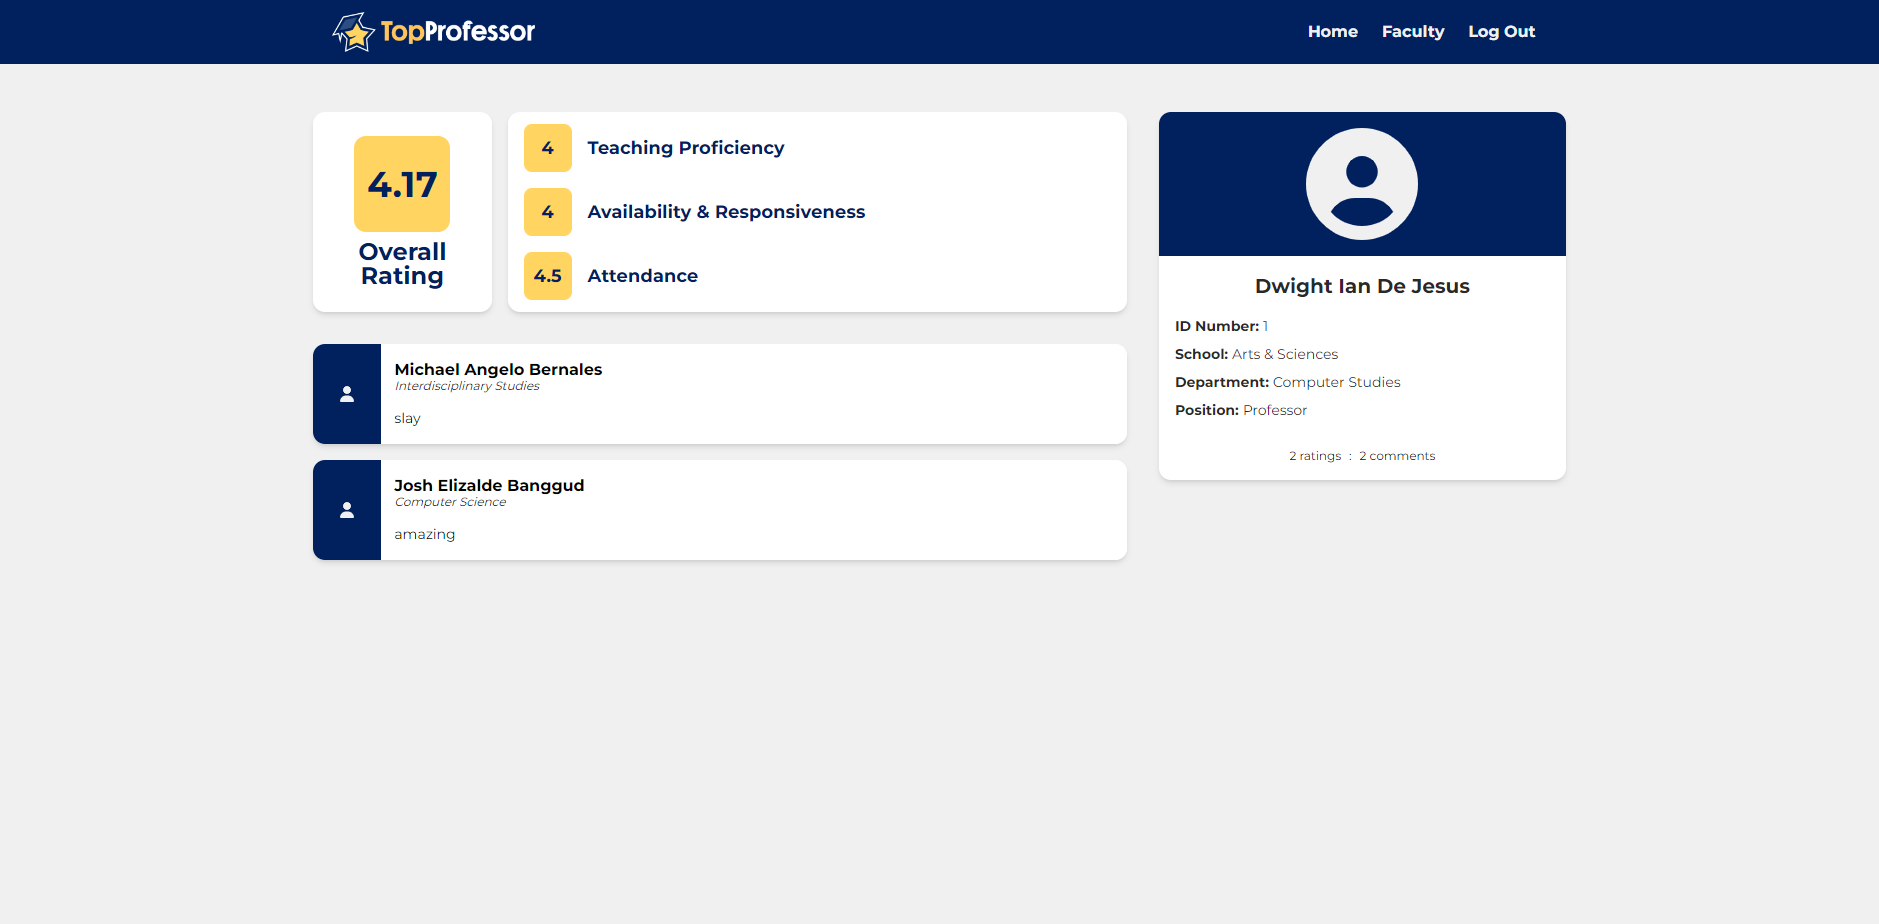 TopProfessor
Home Faculty Log Out
4.17
Overall
Rating
4 Teaching Proficiency
4 Availability & Responsiveness
4.5 Attendance
Michael Angelo Bernales
Interdisciplinary Studies
slay
Josh Elizalde Banggud
Computer Science
amazing
Dwight Ian De Jesus
ID Number: 1
School: Arts & Sciences
Department: Computer Studies
Position: Professor
2 ratings : 2 comments